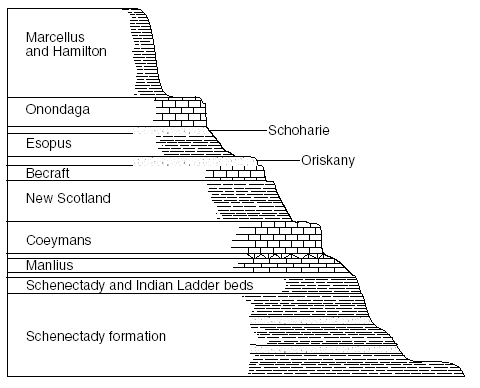 Marcellus
and Hamilton
Onondaga
Schoharie
Esopus
Oriskany
Becraft
New Scotland
Coeymans
Manlius
Schenectady and Indian Ladder beds
Schenectady formation